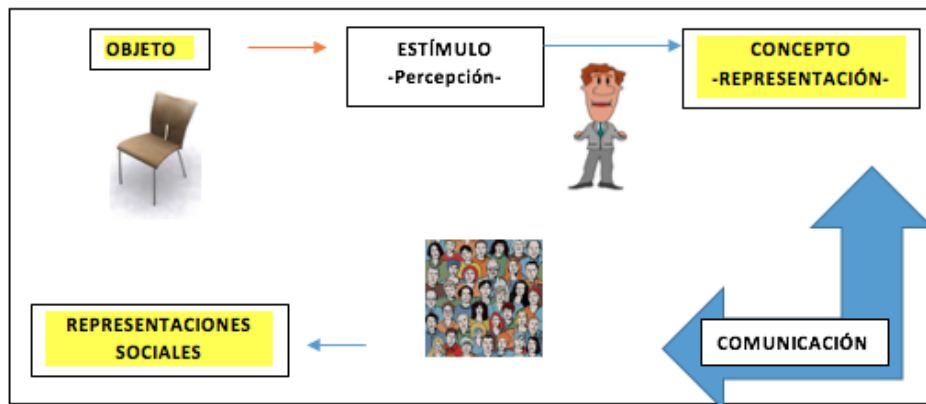 OBJETO
ESTÍMULO
-Percepción-
CONCEPTO
-REPRESENTACIÓN-
REPRESENTACIONES
SOCIALES
COMUNICACIÓN